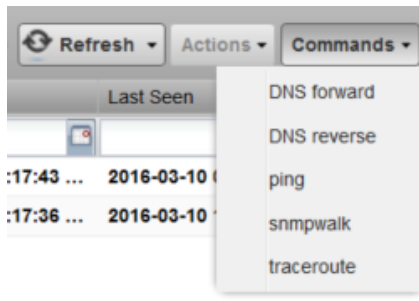 Refresh Actions Commands
Last Seen
DNS forward
DNS reverse
:17:43 ... 2016-03-10
ping
:17:36 ... 2016-03-10
snmpwalk
traceroute